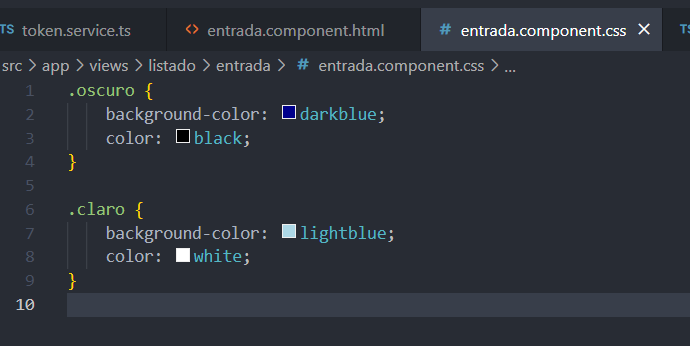 TS token.service.ts <> entrada.component.html # entrada.component.css × TS
src > app > views > listado > entrada > # entrada.component.css > ...
1 .oscuro {
2 background-color: darkblue;
3 color: black;
4 }
5
6 .claro {
7 background-color: lightblue;
8 color: white;
9 }
10